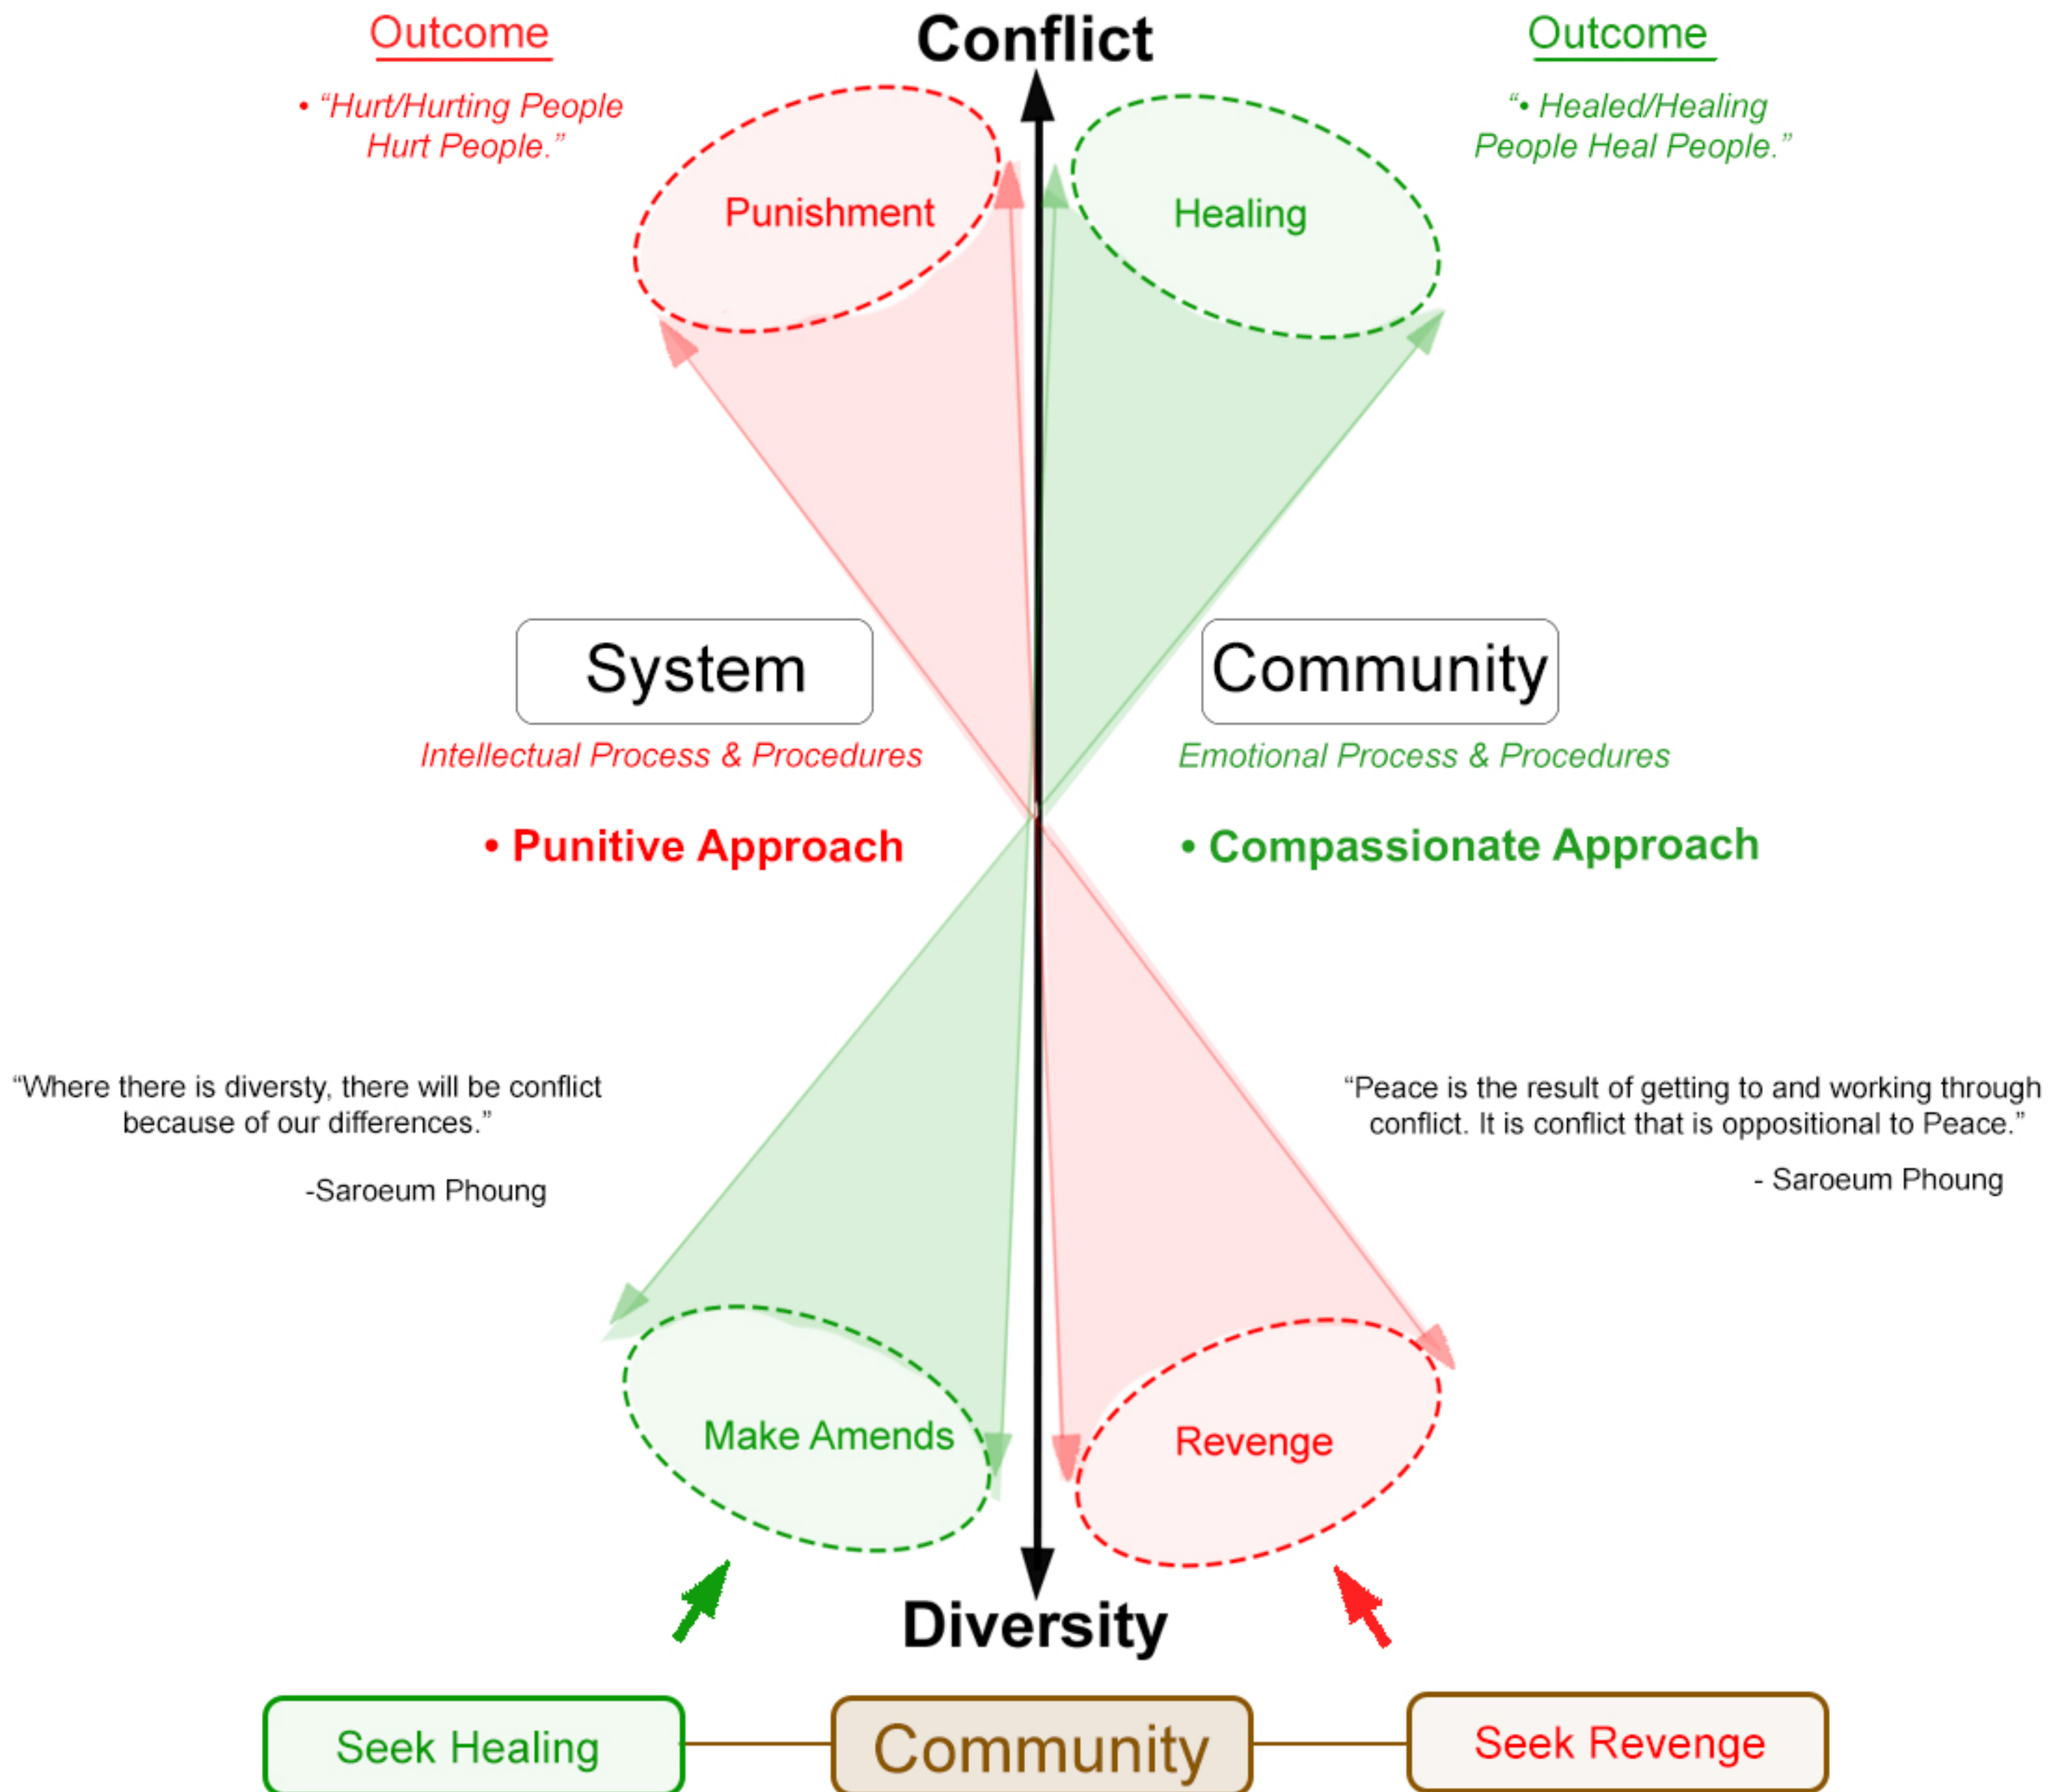 Outcome
Conflict
Outcome
• “Hurt/Hurting People
Hurt People.”
“• Healed/Healing
People Heal People.”
Punishment
Healing
System
Community
Intellectual Process & Procedures
Emotional Process & Procedures
• Punitive Approach
• Compassionate Approach
“Where there is diversty, there will be conflict
because of our differences.”
-Saroeum Phoung
“Peace is the result of getting to and working through
conflict. It is conflict that is oppositional to Peace.”
- Saroeum Phoung
Make Amends
Revenge
Diversity
Seek Healing
Community
Seek Revenge